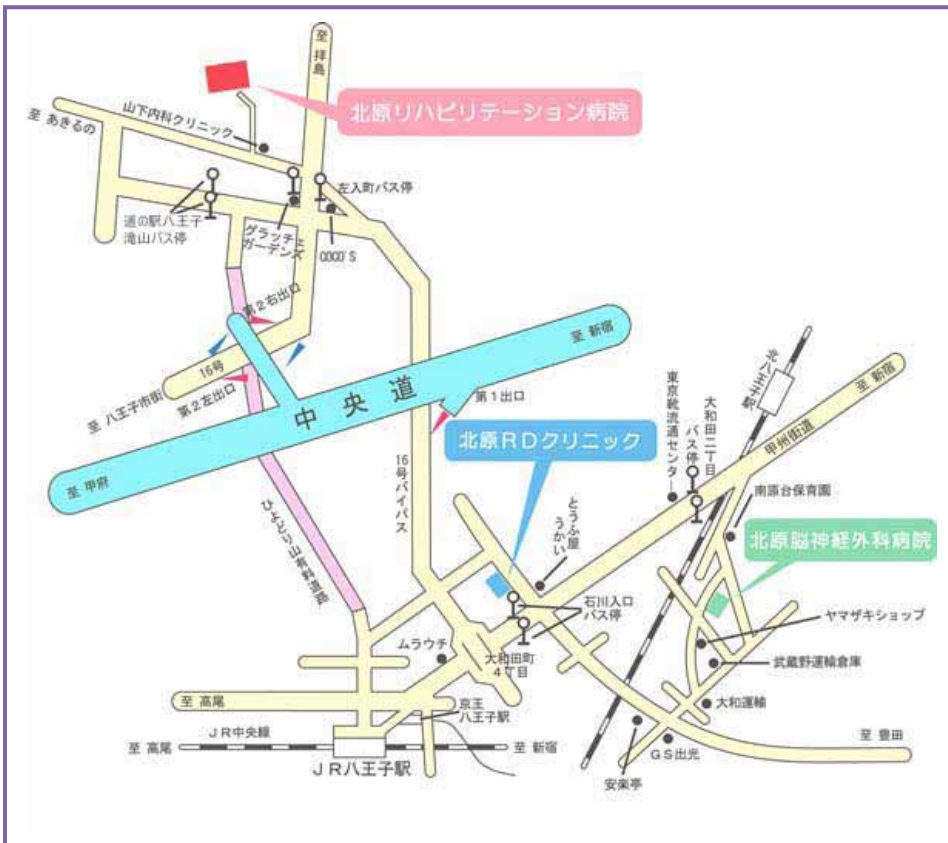 至 拝島
北原リハビリテーション病院
山下内科クリニック
至 あきるの
左入町バス停
道の駅八王子
滝山バス停
グラッチェ
ガーデンズ
COCO'S
第2右出口
16号
至 八王子市街
第2左出口
中央道
至 新宿
至 甲府
第1出口
北原RDクリニック
16号バイパス
ひよどり山有料道路
東京靴流通センター
大和田二丁目
バス停
北八王子駅
至 新宿
甲州街道
南原台保育園
北原脳神経外科病院
とうふ屋
うかい
石川入口
バス停
ヤマザキショップ
武蔵野運輸倉庫
大和運輸
ムラウチ
大和田町
4丁目
至 高尾
京王
八王子駅
JR中央線
至 高尾
至 新宿
JR八王子駅
GS出光
安楽亭
至 豊田